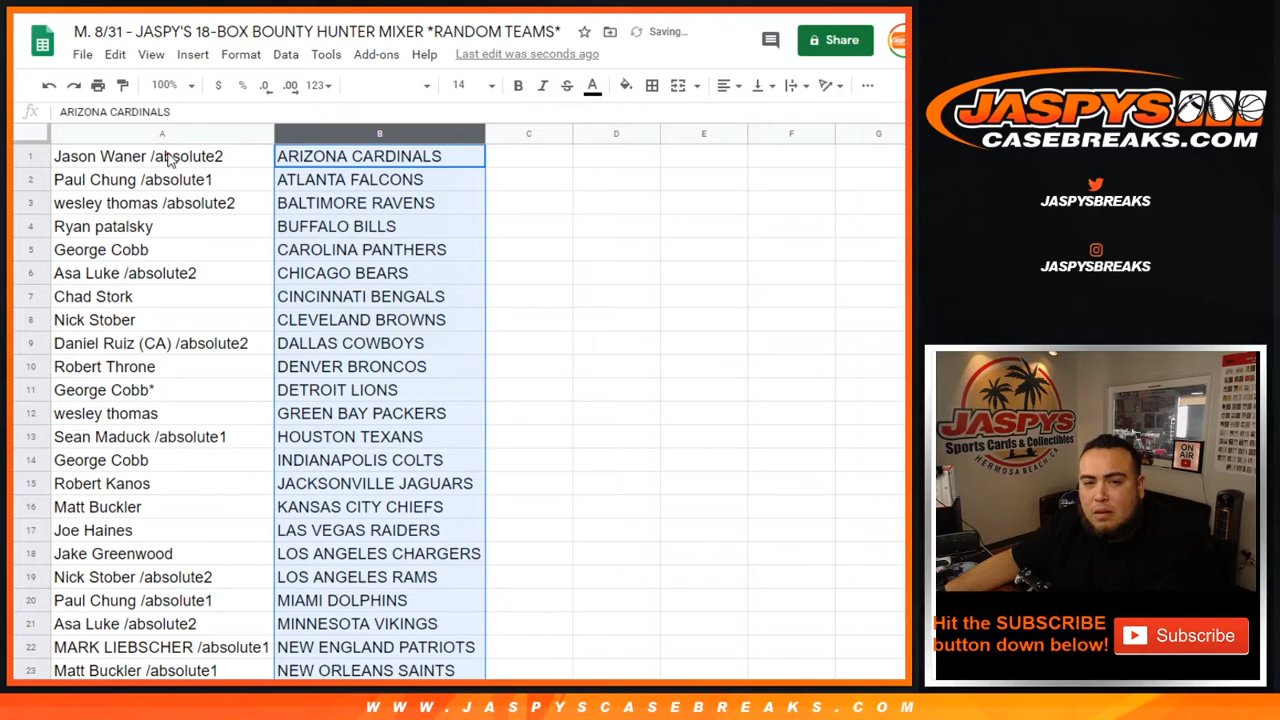 M. 8/31 - JASPY'S 18-BOX BOUNTY HUNTER MIXER *RANDOM TEAMS*
Saving...
Share
File Edit View Insert Format Data Tools Add-ons Help Last edit was seconds ago
100% $ % .0 .00 123 14 B I S A
fx ARIZONA CARDINALS
A B C D E F G
1 Jason Waner /absolute2 ARIZONA CARDINALS
2 Paul Chung /absolute1 ATLANTA FALCONS
3 wesley thomas /absolute2 BALTIMORE RAVENS
4 Ryan patalsky BUFFALO BILLS
5 George Cobb CAROLINA PANTHERS
6 Asa Luke /absolute2 CHICAGO BEARS
7 Chad Stork CINCINNATI BENGALS
8 Nick Stober CLEVELAND BROWNS
9 Daniel Ruiz (CA) /absolute2 DALLAS COWBOYS
10 Robert Throne DENVER BRONCOS
11 George Cobb* DETROIT LIONS
12 wesley thomas GREEN BAY PACKERS
13 Sean Maduck /absolute1 HOUSTON TEXANS
14 George Cobb INDIANAPOLIS COLTS
15 Robert Kanos JACKSONVILLE JAGUARS
16 Matt Buckler KANSAS CITY CHIEFS
17 Joe Haines LAS VEGAS RAIDERS
18 Jake Greenwood LOS ANGELES CHARGERS
19 Nick Stober /absolute2 LOS ANGELES RAMS
20 Paul Chung /absolute1 MIAMI DOLPHINS
21 Asa Luke /absolute2 MINNESOTA VIKINGS
22 MARK LIEBSCHER /absolute1 NEW ENGLAND PATRIOTS
23 Matt Buckler /absolute1 NEW ORLEANS SAINTS
JASPYS
CASEBREAKS.COM
JASPYSBREAKS
JASPYSBREAKS
JASPYS
Sports Cards & Collectibles
HERMOSA BEACH CA
ON AIR
Hit the SUBSCRIBE
button down below!
Subscribe
WWW.JASPYSCASEBREAKS.COM